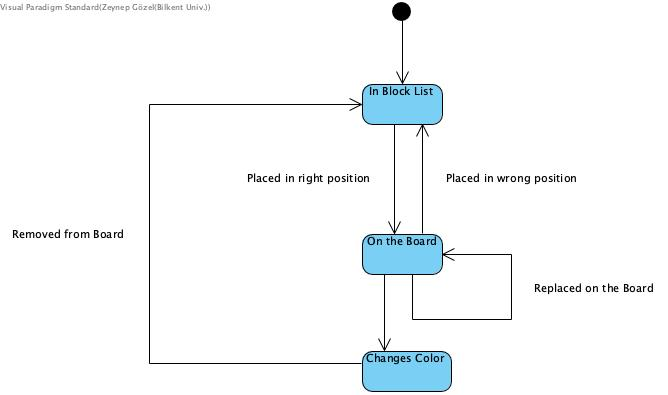 Visual Paradigm Standard(Zeynep Gözel(Bilkent Univ.))
In Block List
Placed in right position
Placed in wrong position
Removed from Board
On the Board
Replaced on the Board
Changes Color